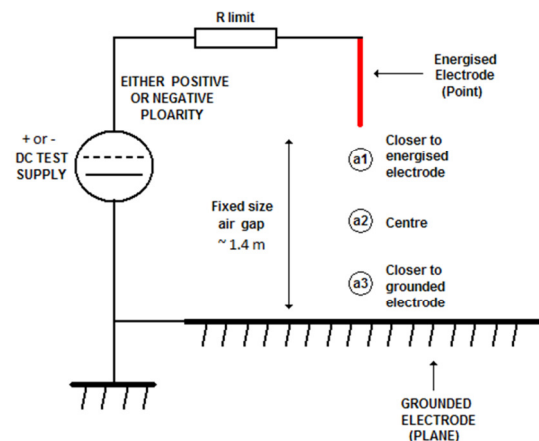 R limit
EITHER POSITIVE
OR NEGATIVE
PLOARITY
Energised
Electrode
(Point)
+ or -
DC TEST
SUPPLY
Fixed size
air gap
~ 1.4 m
a1
Closer to
energised
electrode
a2
Centre
a3
Closer to
grounded
electrode
GROUNDED
ELECTRODE
(PLANE)